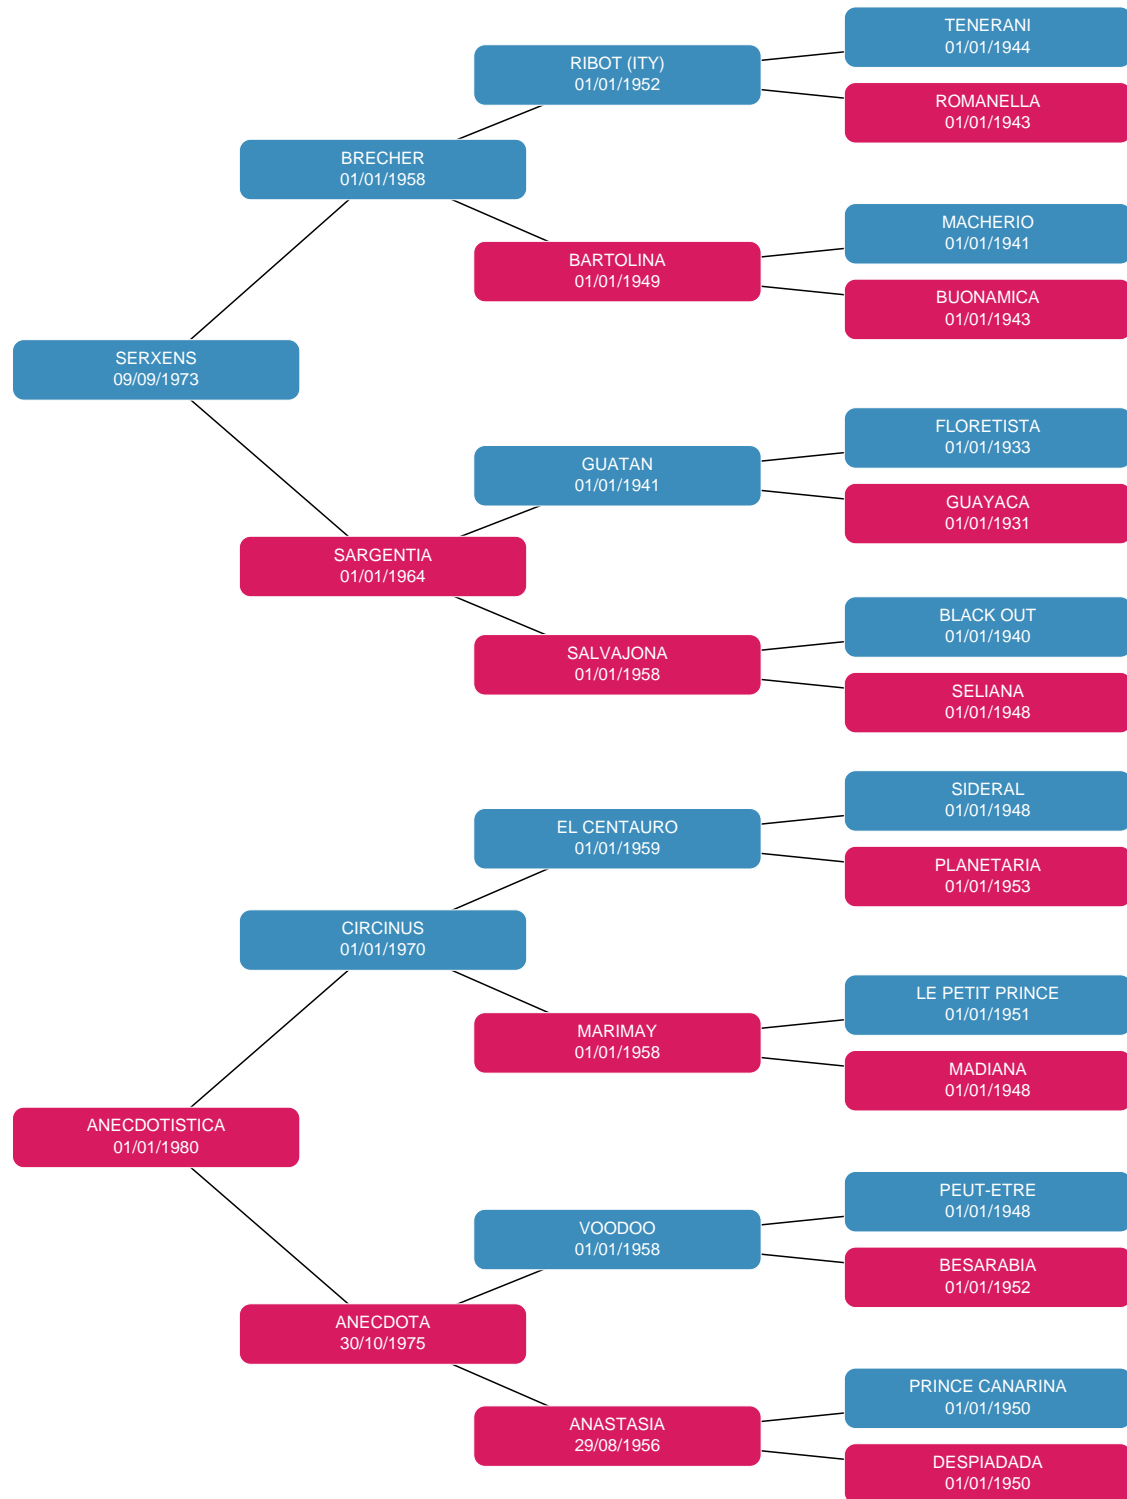 TENERANI
01/01/1944
RIBOT (ITY)
01/01/1952
ROMANELLA
01/01/1943
BRECHER
01/01/1958
MACHERIO
01/01/1941
BARTOLINA
01/01/1949
BUONAMICA
01/01/1943
SERXENS
09/09/1973
FLORETISTA
01/01/1933
GUATAN
01/01/1941
GUAYACA
01/01/1931
SARGENTIA
01/01/1964
BLACK OUT
01/01/1940
SALVAJONA
01/01/1958
SELIANA
01/01/1948
SIDERAL
01/01/1948
EL CENTAURO
01/01/1959
PLANETARIA
01/01/1953
CIRCINUS
01/01/1970
LE PETIT PRINCE
01/01/1951
MARIMAY
01/01/1958
MADIANA
01/01/1948
ANECDOTISTICA
01/01/1980
PEUT-ETRE
01/01/1948
VOODOO
01/01/1958
BESARABIA
01/01/1952
ANECDOTA
30/10/1975
PRINCE CANARINA
01/01/1950
ANASTASIA
29/08/1956
DESPIADADA
01/01/1950